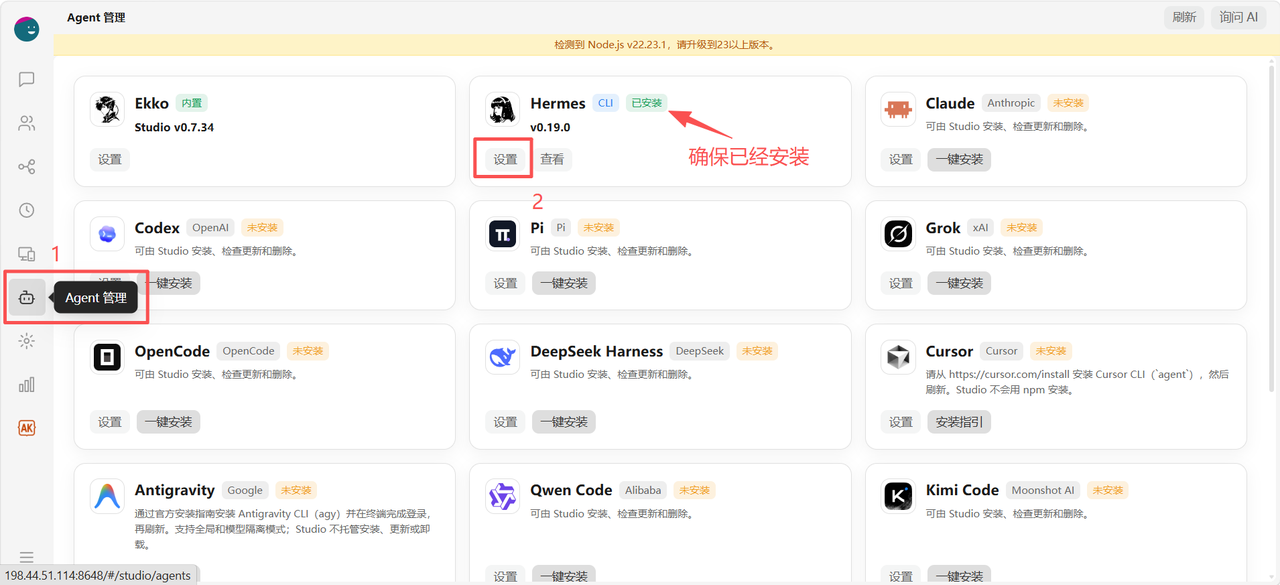 Agent 管理
刷新
询问 AI
检测到 Node.js v22.23.1，请升级到23以上版本。
Ekko 内置
Studio v0.7.34
设置
Hermes CLI 已安装
v0.19.0
设置 查看
确保已经安装
2
Claude Anthropic 未安装
可由 Studio 安装、检查更新和删除。
设置 一键安装
Codex OpenAI 未安装
可由 Studio 安装、检查更新和删除。
设置 一键安装
1
Agent 管理
Pi Pi 未安装
可由 Studio 安装、检查更新和删除。
设置 一键安装
Grok xAI 未安装
可由 Studio 安装、检查更新和删除。
设置 一键安装
OpenCode OpenCode 未安装
可由 Studio 安装、检查更新和删除。
设置 一键安装
DeepSeek Harness DeepSeek 未安装
可由 Studio 安装、检查更新和删除。
设置 一键安装
Cursor Cursor 未安装
请从 https://cursor.com/install 安装 Cursor CLI（`agent`），然后
刷新。Studio 不会用 npm 安装。
设置 安装指引
AK
Antigravity Google 未安装
通过官方安装指南安装 Antigravity CLI（agy）并在终端完成登录，
再刷新。支持全局和模型隔离模式；Studio 不托管安装、更新或卸
载。
Qwen Code Alibaba 未安装
可由 Studio 安装、检查更新和删除。
设置 一键安装
Kimi Code Moonshot AI 未安装
可由 Studio 安装、检查更新和删除。
设置 一键安装
198.44.51.114:8648/#/studio/agents